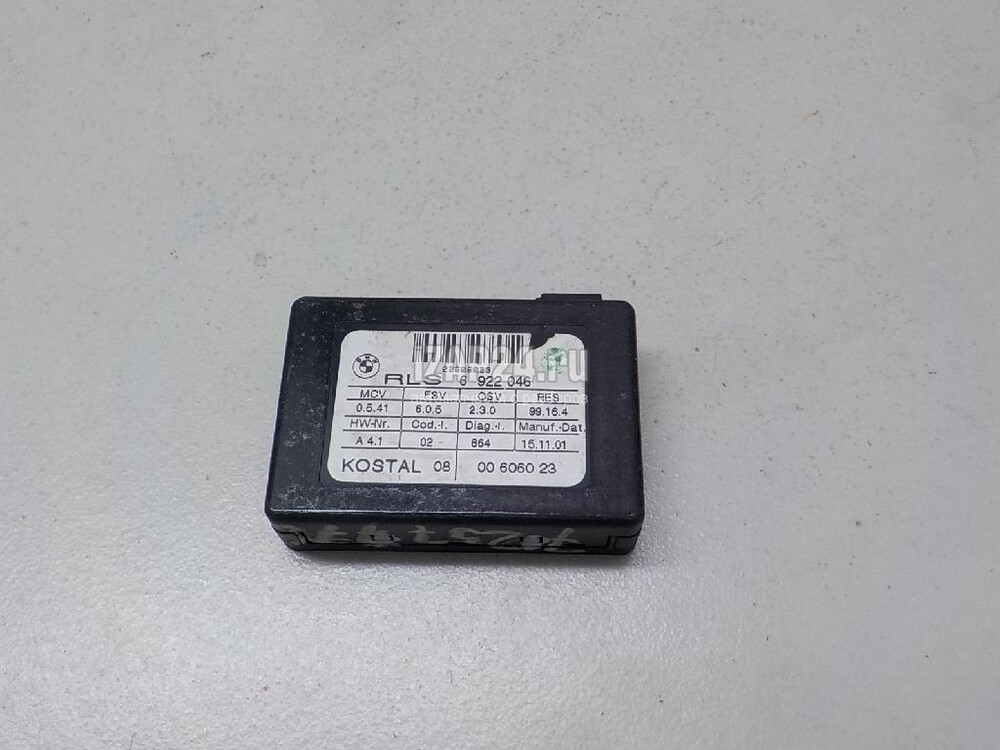 IZAP24.ru
RLS 6 922 046
MCV FSV OSV RES
0.5.41 6.0.5 2.3.0 99.16.4
HW-Nr. Cod.-I. Diag.-I. Manuf.-Dat.
A 4.1 02 - 864 15.11.01
KOSTAL 08 00 6060 23